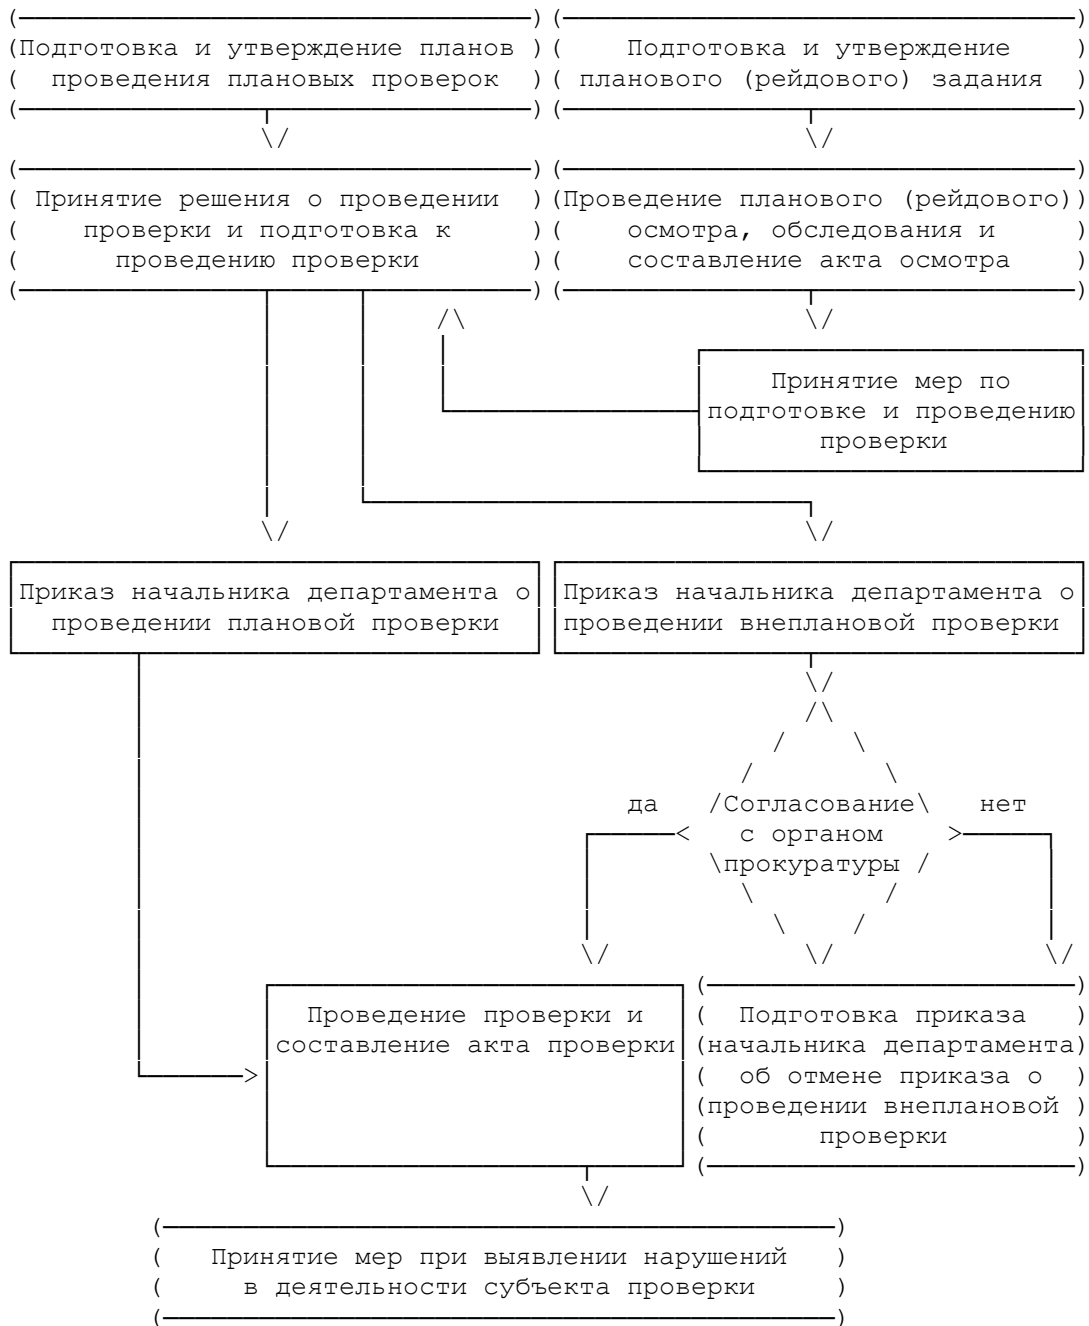 Подготовка и утверждение планов
проведения плановых проверок
Подготовка и утверждение
планового (рейдового) задания
Принятие решения о проведении
проверки и подготовка к
проведению проверки
Проведение планового (рейдового)
осмотра, обследования и
составление акта осмотра
Принятие мер по
подготовке и проведению
проверки
Приказ начальника департамента о
проведении плановой проверки
Приказ начальника департамента о
проведении внеплановой проверки
да
Согласование
с органом
прокуратуры
нет
Проведение проверки и
составление акта проверки
Подготовка приказа
начальника департамента
об отмене приказа о
проведении внеплановой
проверки
Принятие мер при выявлении нарушений
в деятельности субъекта проверки